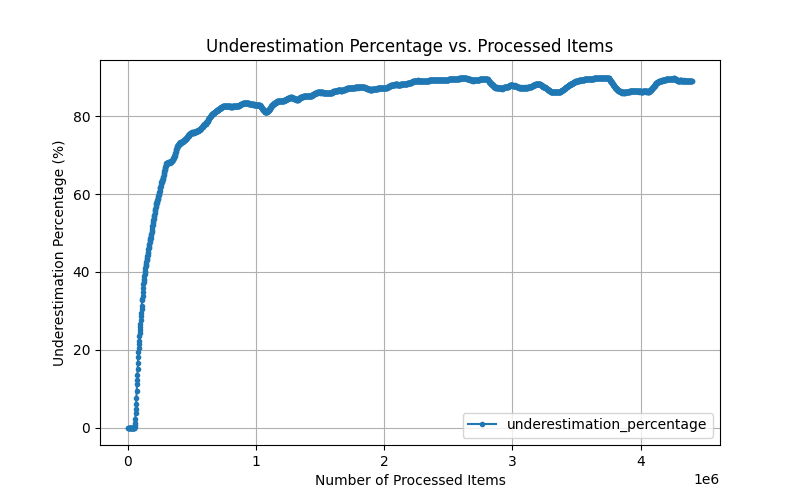 Underestimation Percentage vs. Processed Items
Underestimation Percentage (%)
80
60
40
20
0
underestimation_percentage
0 1 2 3 4
1e6
Number of Processed Items